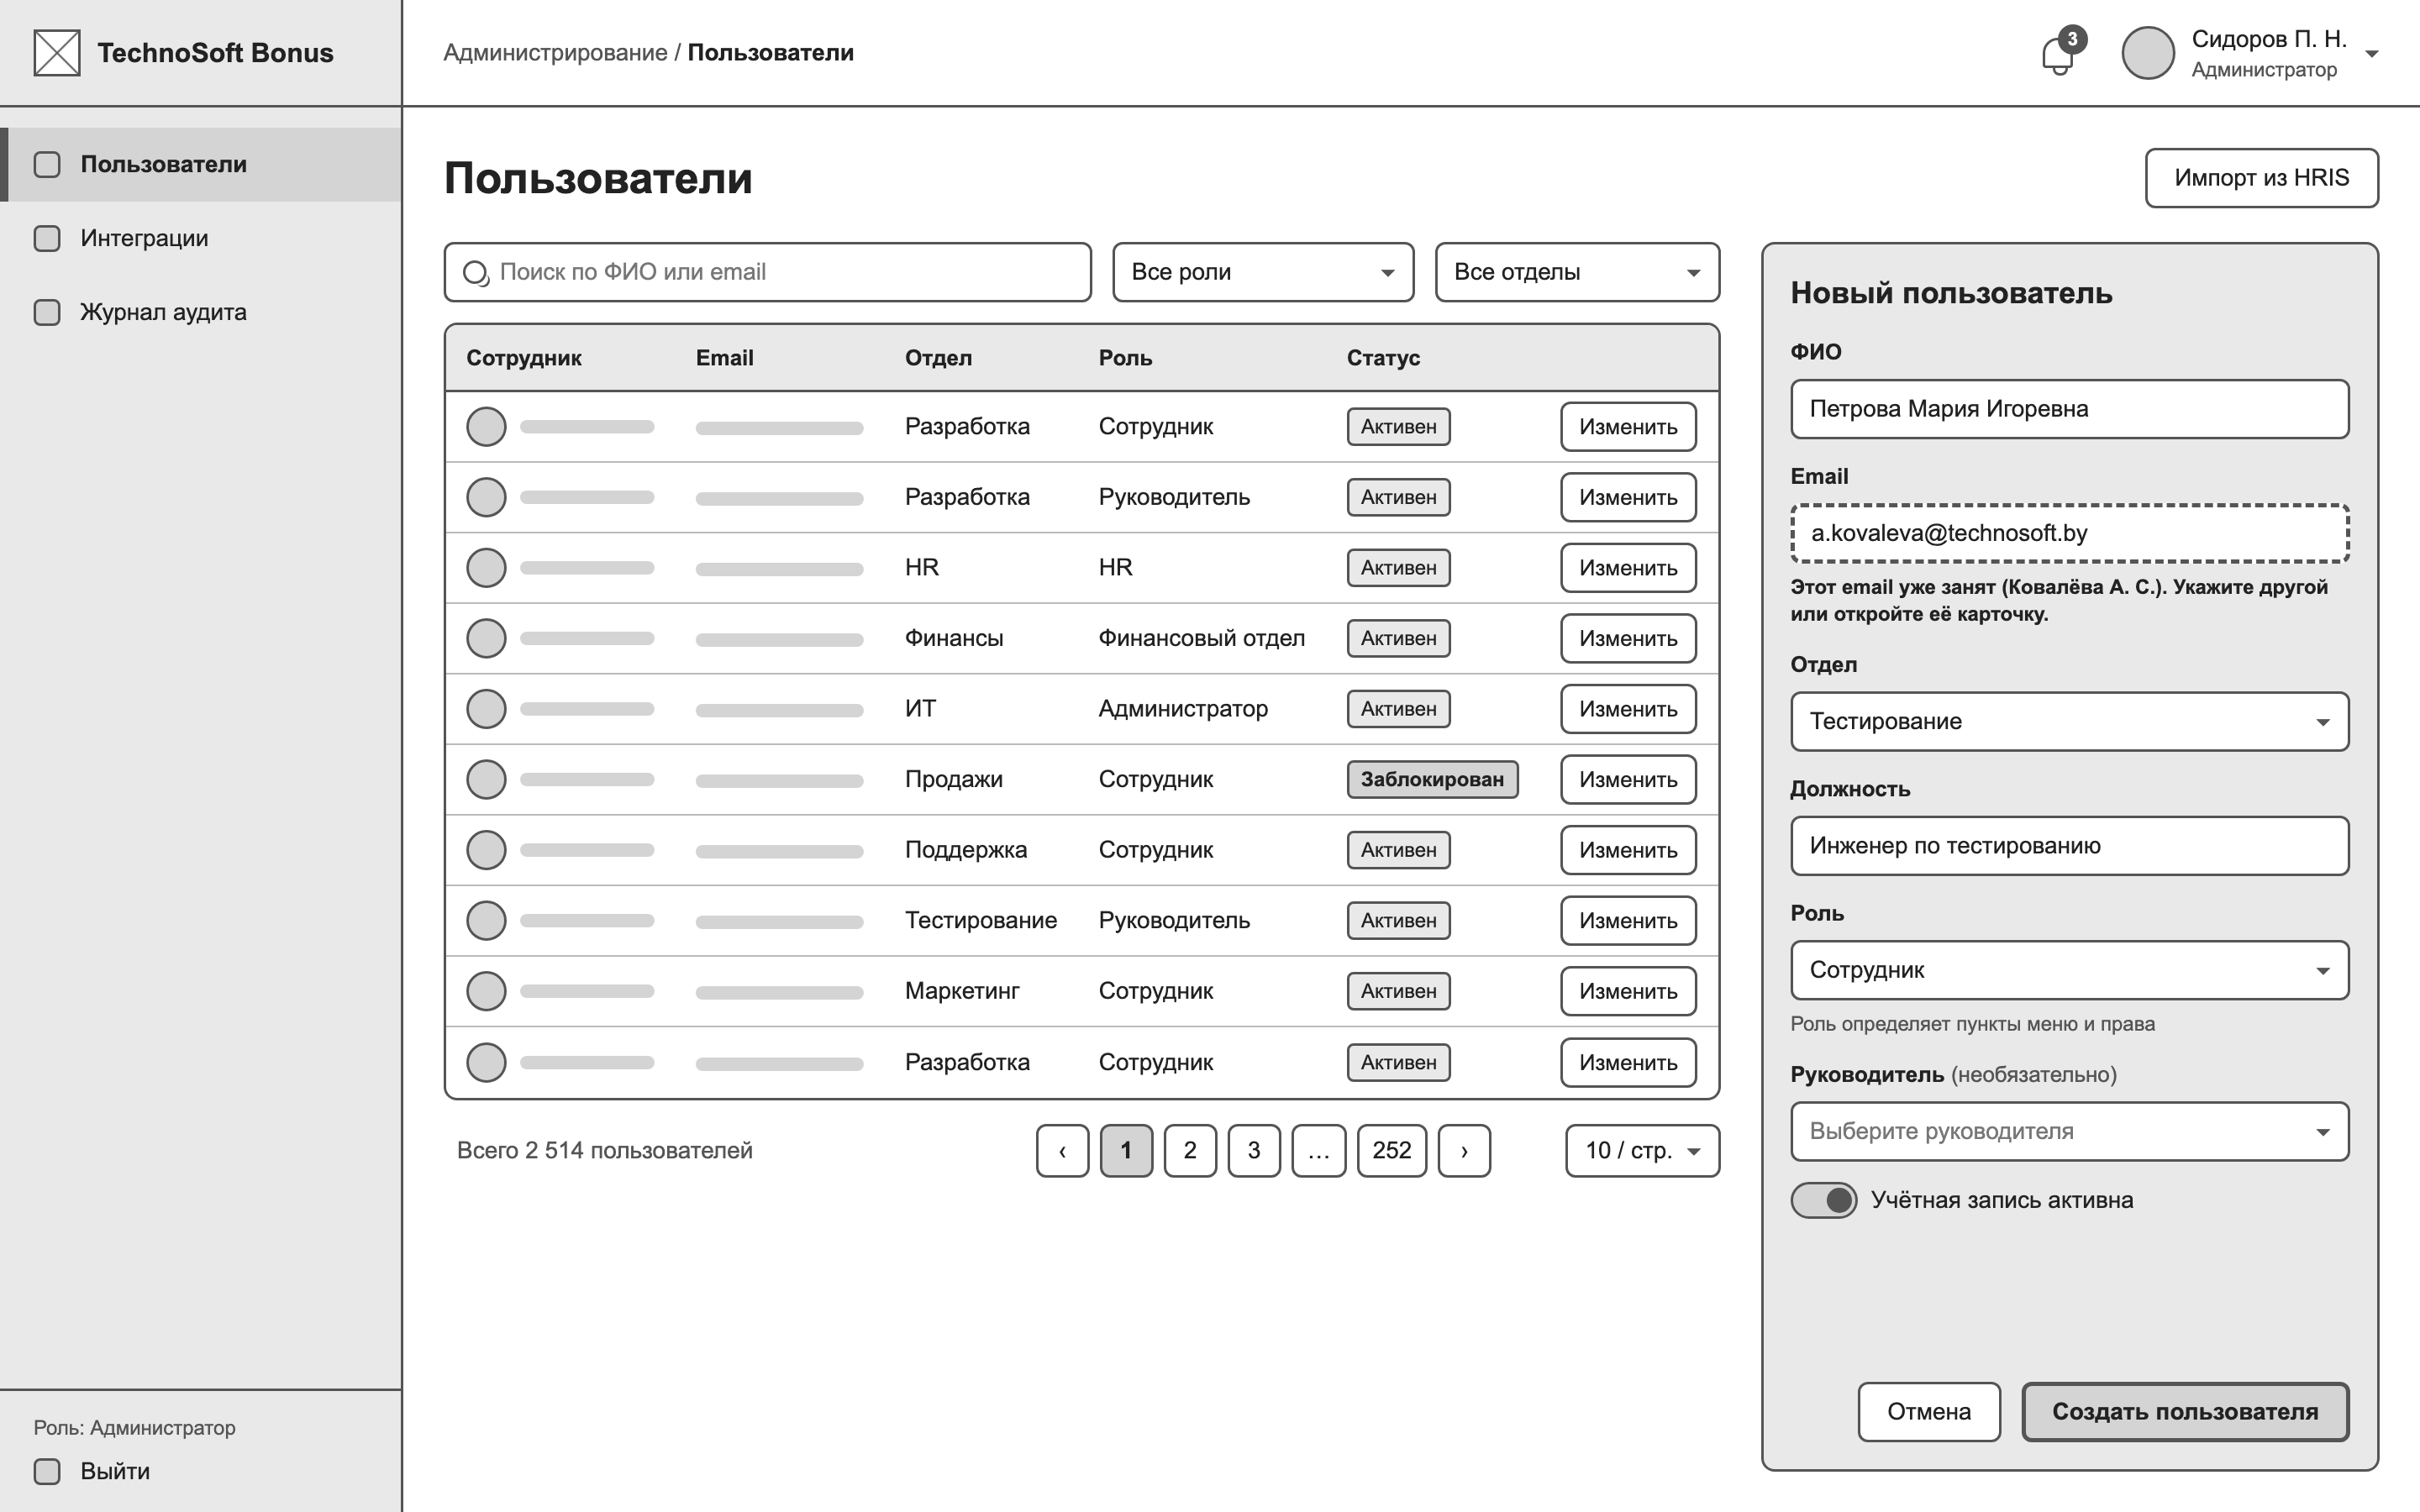 TechnoSoft Bonus
Администрирование / Пользователи
3
Сидоров П. Н.
Администратор
Пользователи
Интеграции
Журнал аудита
Роль: Администратор
Выйти
Пользователи
Импорт из HRIS
Поиск по ФИО или email
Все роли
Все отделы
Сотрудник Email Отдел Роль Статус
Разработка Сотрудник Активен Изменить
Разработка Руководитель Активен Изменить
HR HR Активен Изменить
Финансы Финансовый отдел Активен Изменить
ИТ Администратор Активен Изменить
Продажи Сотрудник Заблокирован Изменить
Поддержка Сотрудник Активен Изменить
Тестирование Руководитель Активен Изменить
Маркетинг Сотрудник Активен Изменить
Разработка Сотрудник Активен Изменить
Всего 2 514 пользователей
‹ 1 2 3 … 252 ›
10 / стр.
Новый пользователь
ФИО
Петрова Мария Игоревна
Email
a.kovaleva@technosoft.by
Этот email уже занят (Ковалёва А. С.). Укажите другой
или откройте её карточку.
Отдел
Тестирование
Должность
Инженер по тестированию
Роль
Сотрудник
Роль определяет пункты меню и права
Руководитель (необязательно)
Выберите руководителя
Учётная запись активна
Отмена
Создать пользователя